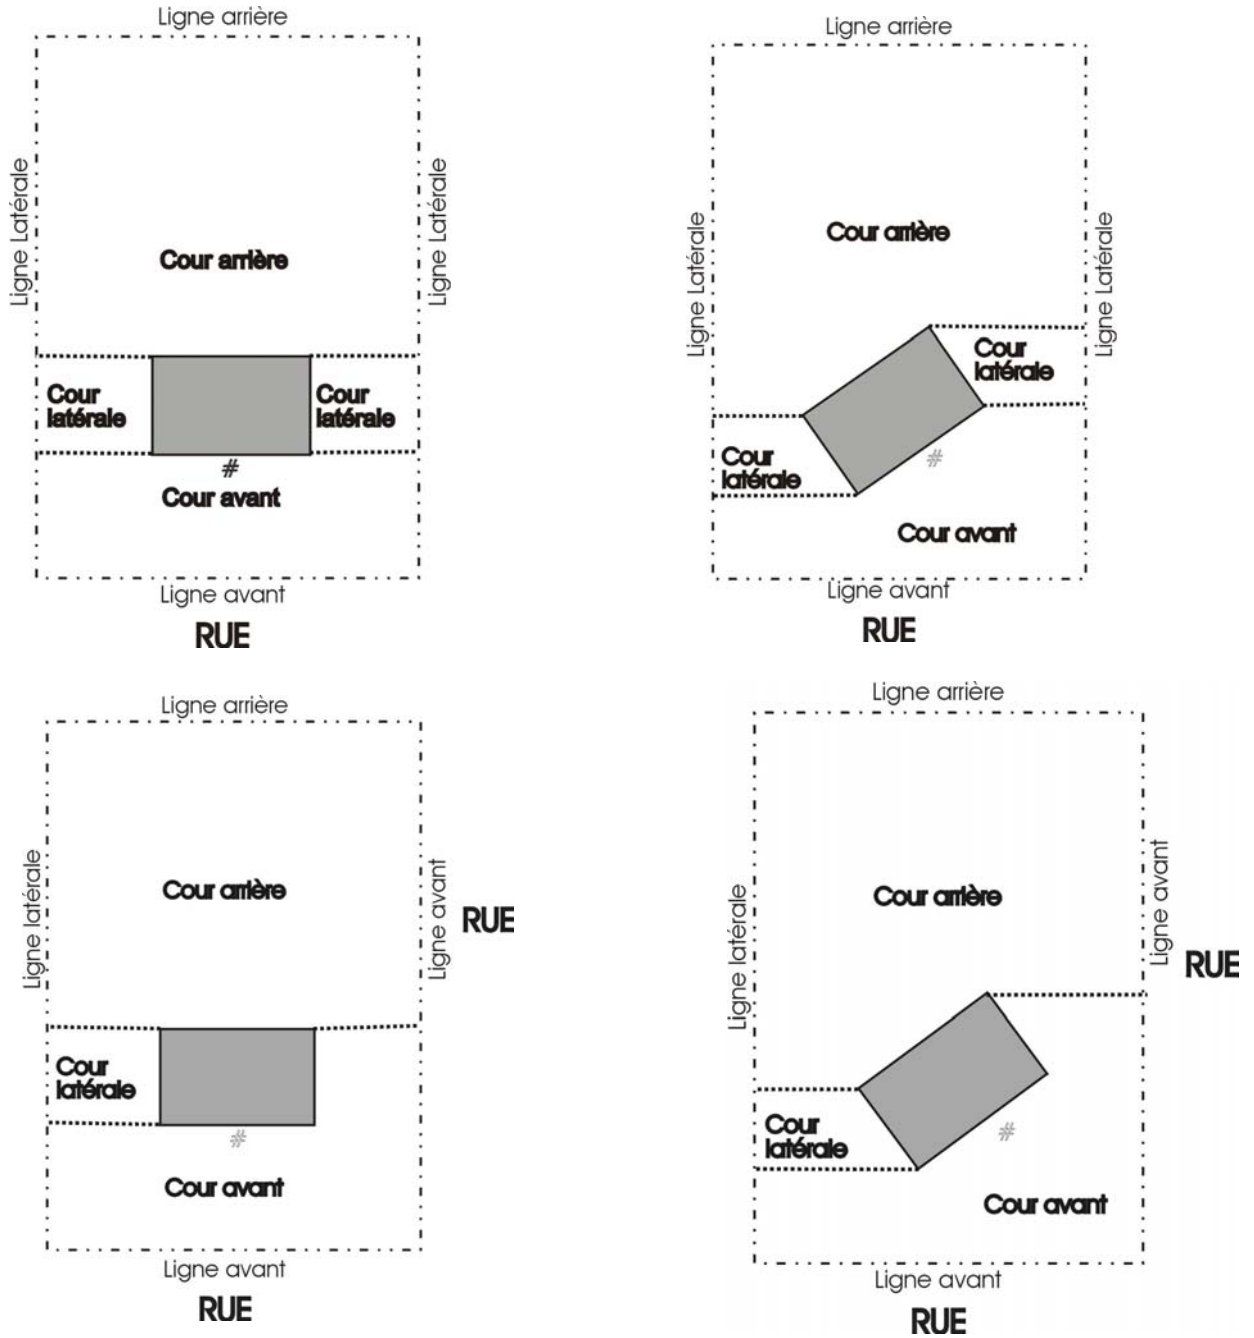 Ligne arrière
Ligne Latérale
Ligne Latérale
Cour arrière
Cour
latérale
Cour
latérale
#
Cour avant
Ligne avant
RUE
Ligne arrière
Ligne Latérale
Ligne Latérale
Cour arrière
Cour
latérale
Cour
latérale
#
Cour avant
Ligne avant
RUE
Ligne arrière
Ligne latérale
Cour arrière
Ligne avant
RUE
Cour
latérale
#
Cour avant
Ligne avant
RUE
Ligne arrière
Ligne latérale
Cour arrière
Ligne avant
RUE
Cour
latérale
#
Cour avant
Ligne avant
RUE